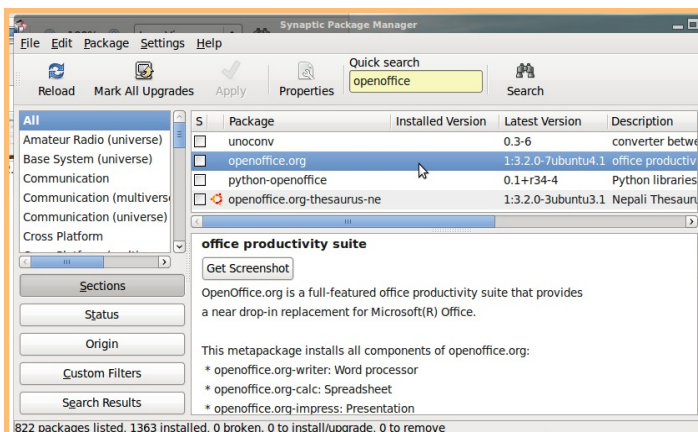 Synaptic Package Manager
File Edit Package Settings Help
Reload
Mark All Upgrades
Apply
Properties
Quick search
openoffice
Search
All
Amateur Radio (universe)
Base System (universe)
Communication
Communication (multivers
Communication (universe)
Cross Platform
S Package Installed Version Latest Version Description
unoconv 0.3-6 converter betwe
openoffice.org 1:3.2.0-7ubuntu4.1 office productiv
python-openoffice 0.1+r34-4 Python libraries
openoffice.org-thesaurus-ne 1:3.2.0-3ubuntu3.1 Nepali Thesauru
Sections
Status
Origin
Custom Filters
Search Results
office productivity suite
Get Screenshot
OpenOffice.org is a full-featured office productivity suite that provides
a near drop-in replacement for Microsoft(R) Office.
This metapackage installs all components of openoffice.org:
* openoffice.org-writer: Word processor
* openoffice.org-calc: Spreadsheet
* openoffice.org-impress: Presentation
822 packages listed, 1363 installed, 0 broken. 0 to install/upgrade, 0 to remove